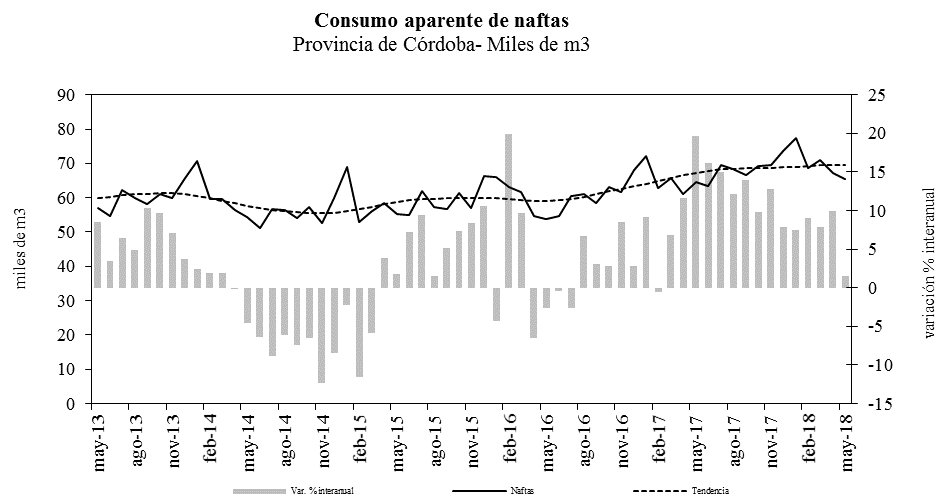 Consumo aparente de naftas
Provincia de Córdoba- Miles de m3
90
80
70
60
50
40
30
20
10
0
miles de m3
25
20
15
10
5
0
-5
-10
-15
variación % interanual
may-13
ago-13
nov-13
feb-14
may-14
ago-14
nov-14
feb-15
may-15
ago-15
nov-15
feb-16
may-16
ago-16
nov-16
feb-17
may-17
ago-17
nov-17
feb-18
may-18
Var. %interanual
Naftas
Tendencia